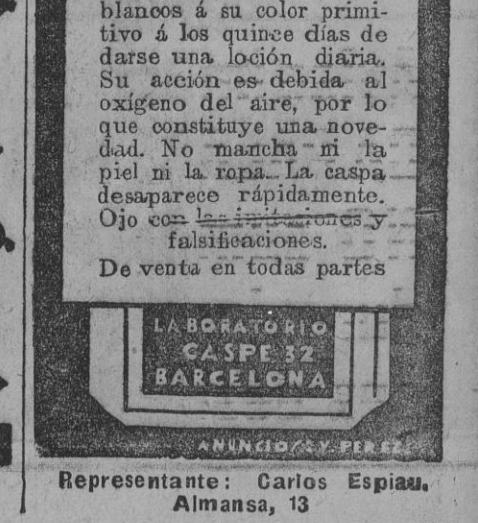 blancos á su color primi-
tivo á los quince días de
darse una loción diaria.
Su acción es debida al
oxígeno del aire, por lo
que constituye una nove-
dad. No mancha ni la
piel ni la ropa. La caspa
desaparece rápidamente.
Ojo con las imitaciones y
falsificaciones.
De venta en todas partes
LABORATORIO
CASPE 32
BARCELONA
ANUNCIOS V. PEREZ
Representante: Carlos Espiau.
Almansa, 13